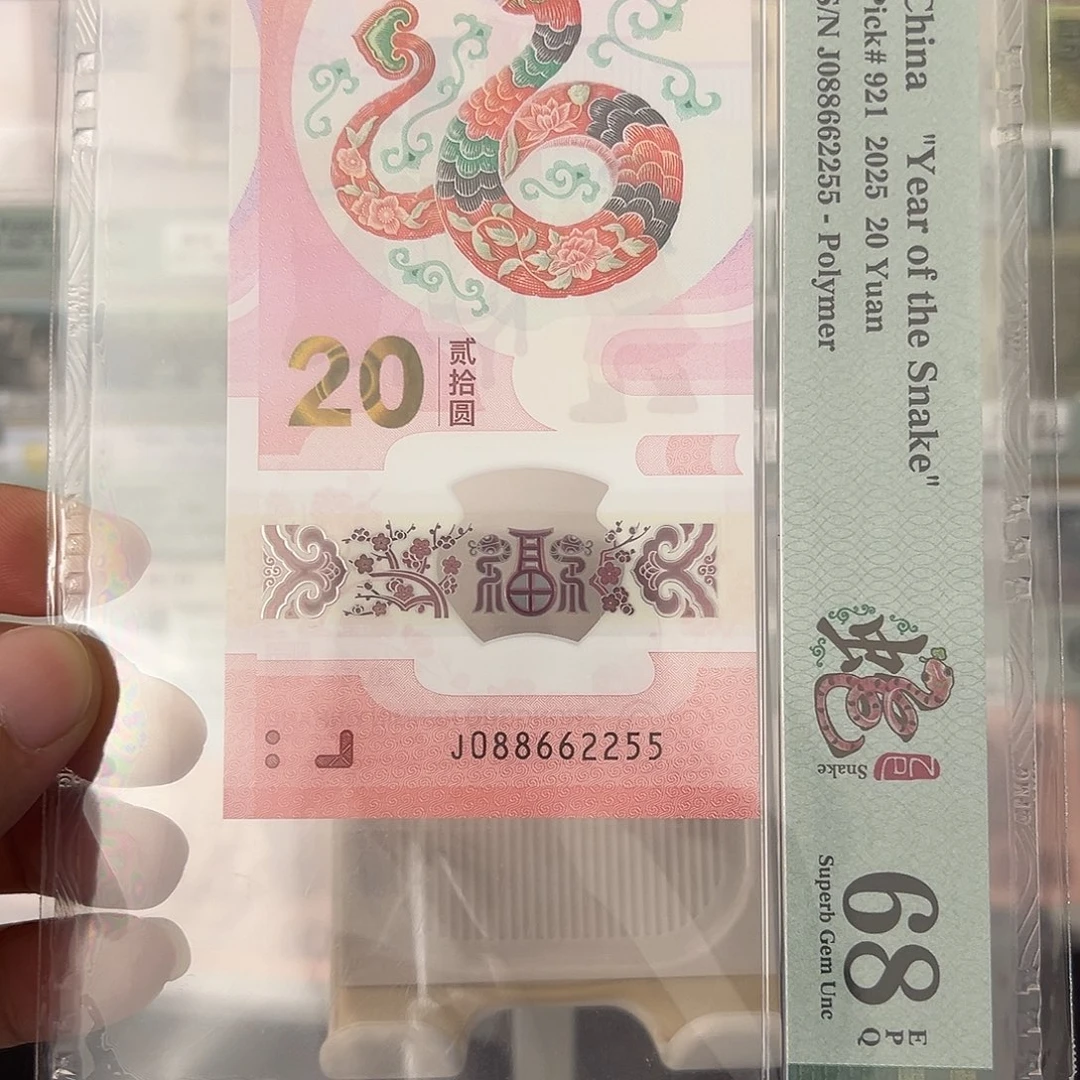 20
贰拾圆
J088662255
China "Year of the Snake"
Pick# 921 2025 20 Yuan
S/N J088662255 - Polymer
Snake
68
EPQ
Superb Gem Unc